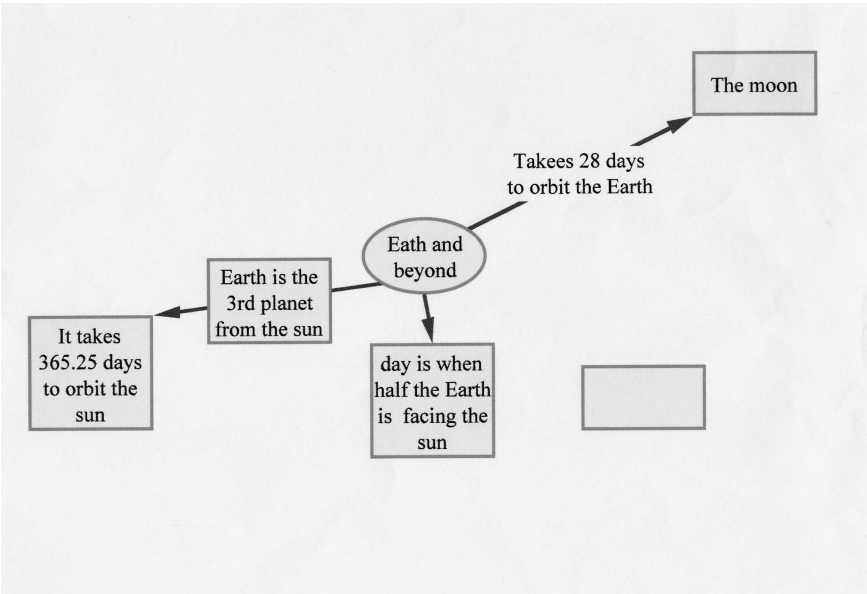 The moon
Takees 28 days
to orbit the Earth
Eath and
beyond
Earth is the
3rd planet
from the sun
It takes
365.25 days
to orbit the
sun
day is when
half the Earth
is facing the
sun